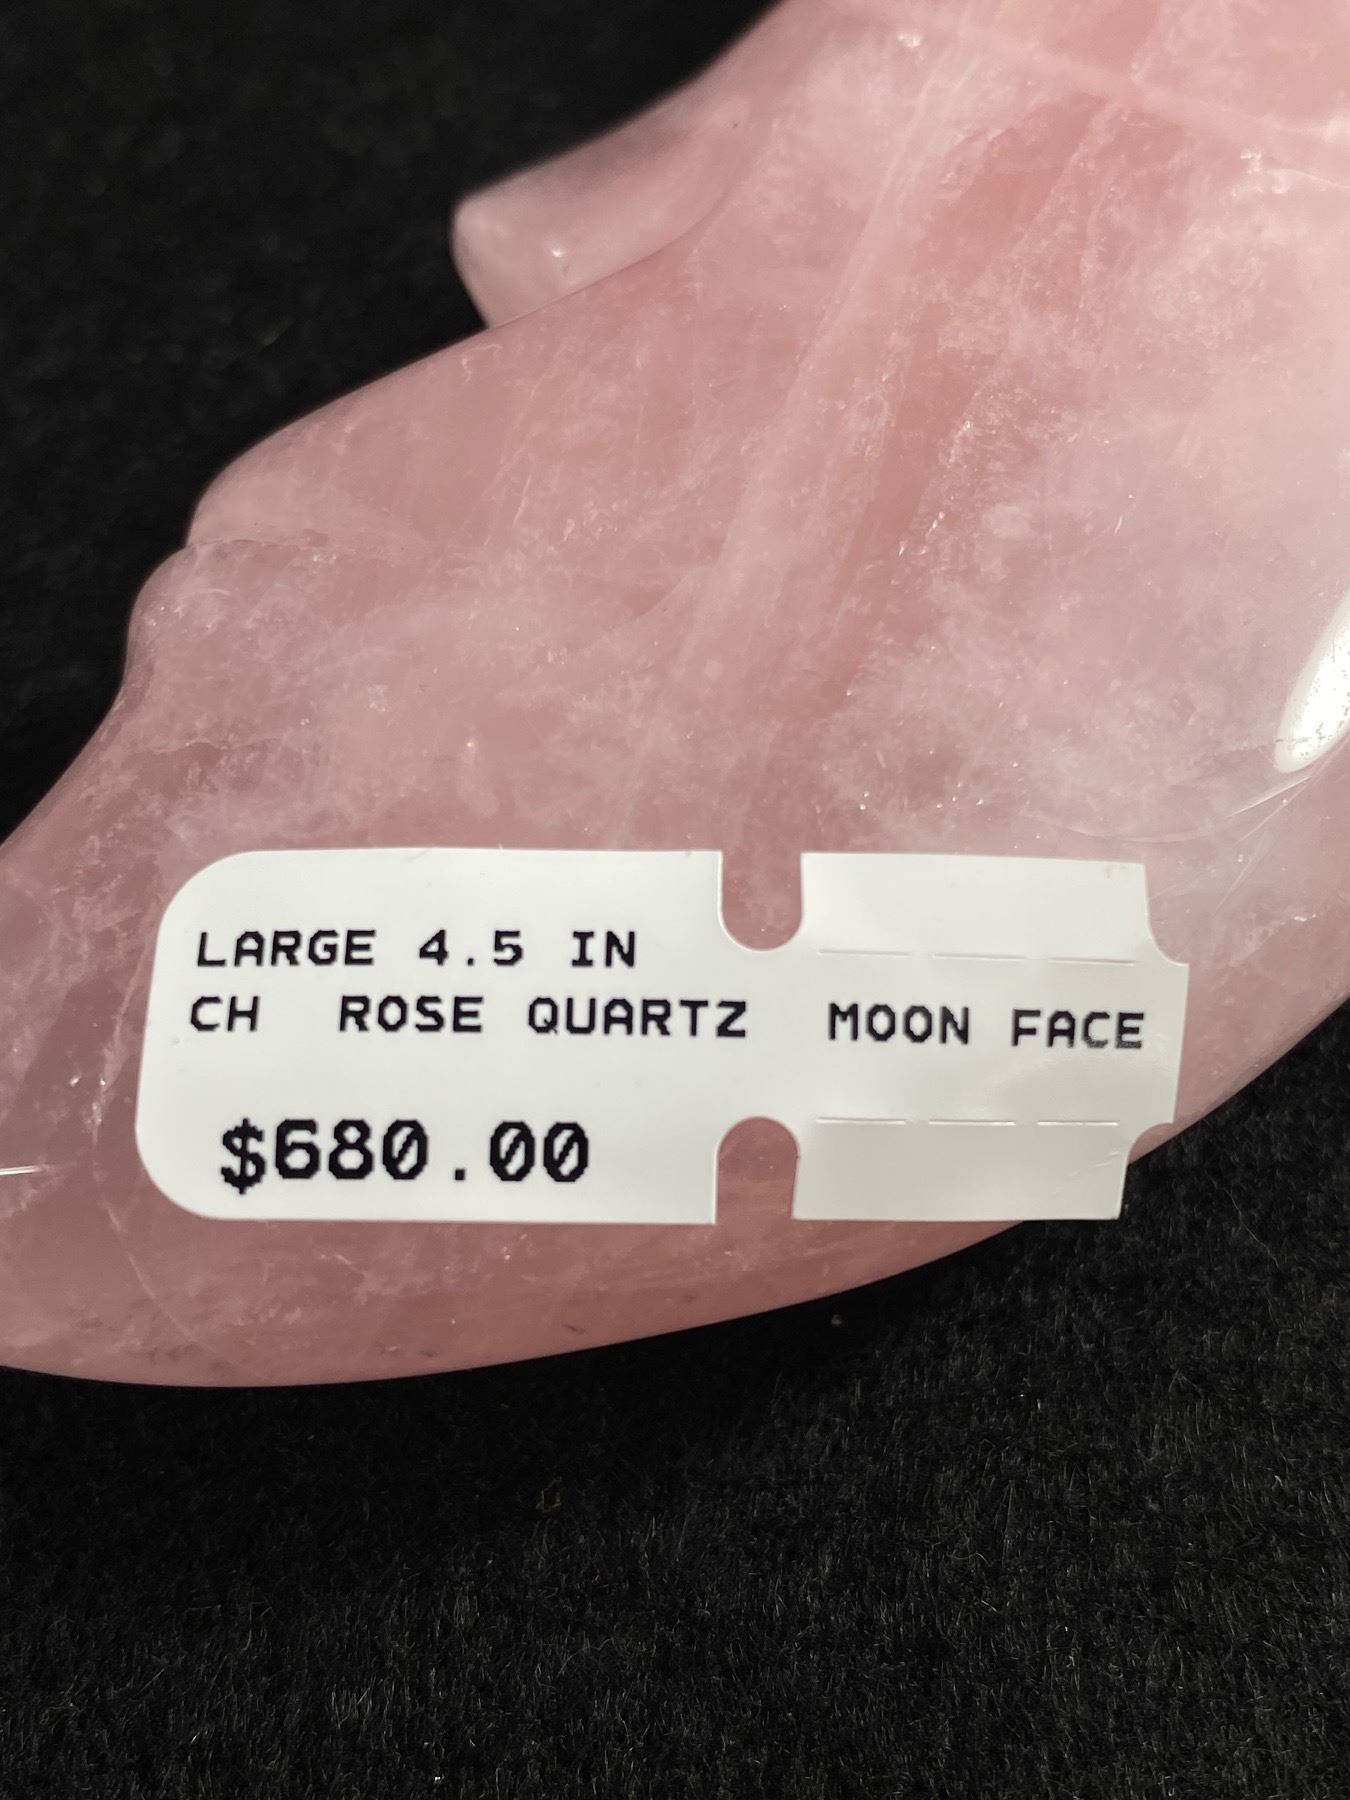 LARGE 4.5 IN
CH ROSE QUARTZ MOON FACE
$680.00